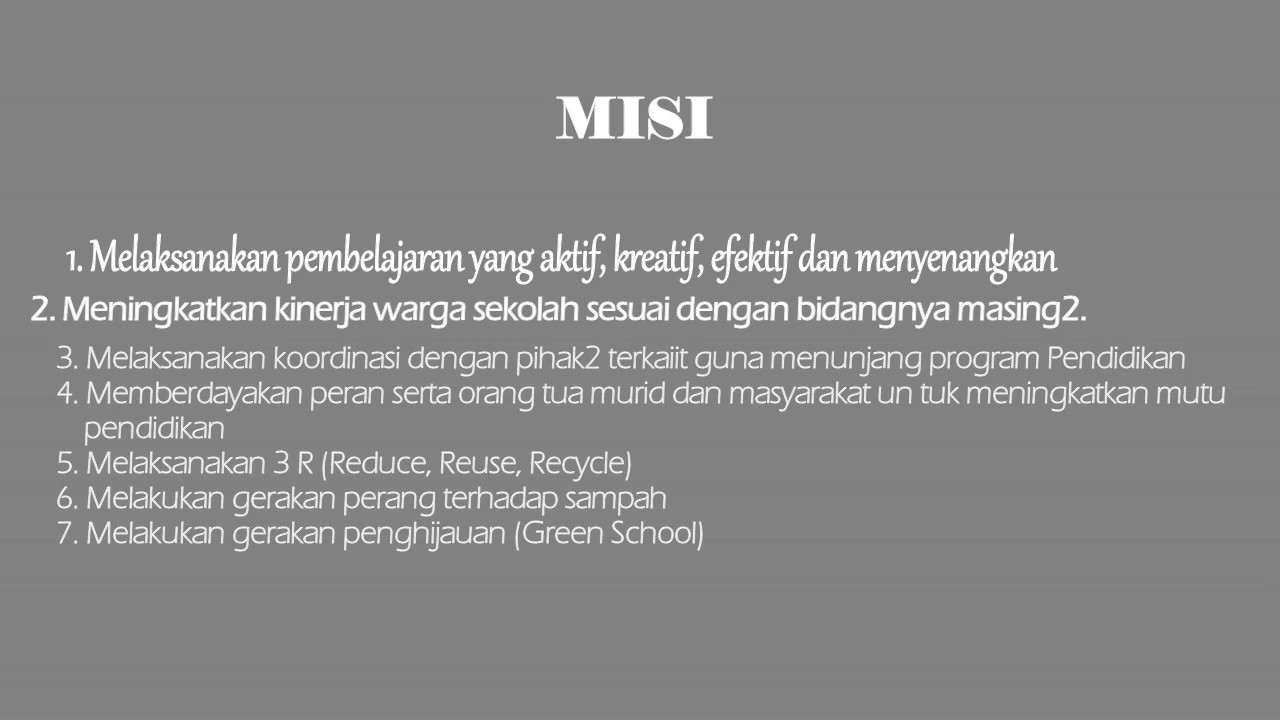 MISI
1. Melaksanakan pembelajaran yang aktif, kreatif, efektif dan menyenangkan
2. Meningkatkan kinerja warga sekolah sesuai dengan bidangnya masing2.
3. Melaksanakan koordinasi dengan pihak2 terkaiit guna menunjang program Pendidikan
4. Memberdayakan peran serta orang tua murid dan masyarakat un tuk meningkatkan mutu
pendidikan
5. Melaksanakan 3 R (Reduce, Reuse, Recycle)
6. Melakukan gerakan perang terhadap sampah
7. Melakukan gerakan penghijauan (Green School)